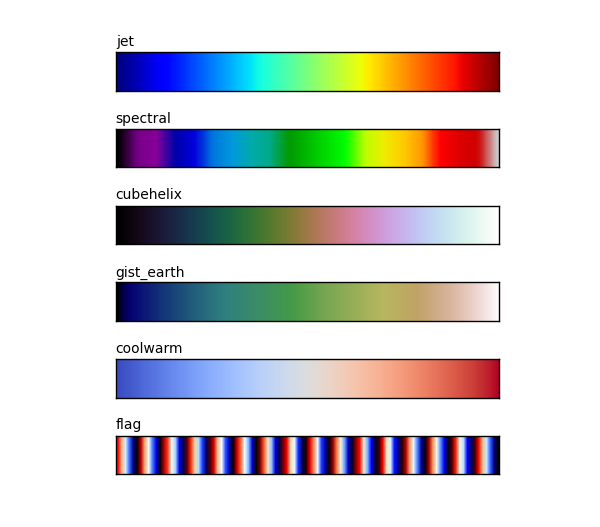 jet
spectral
cubehelix
gist_earth
coolwarm
flag